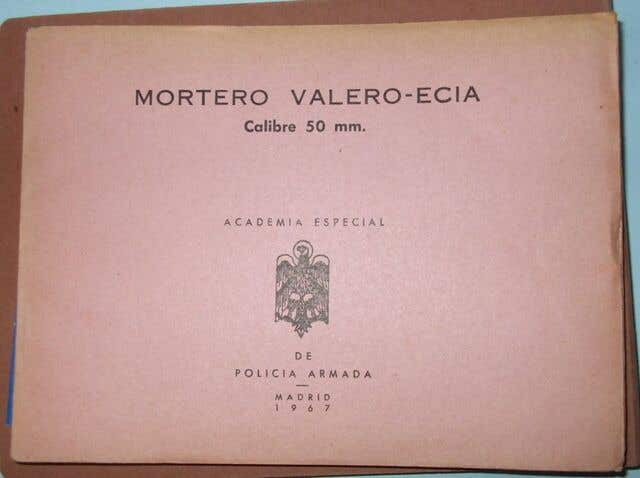 MORTERO VALERO-ECIA
Calibre 50 mm.
ACADEMIA ESPECIAL
DE
POLICIA ARMADA
MADRID
1967